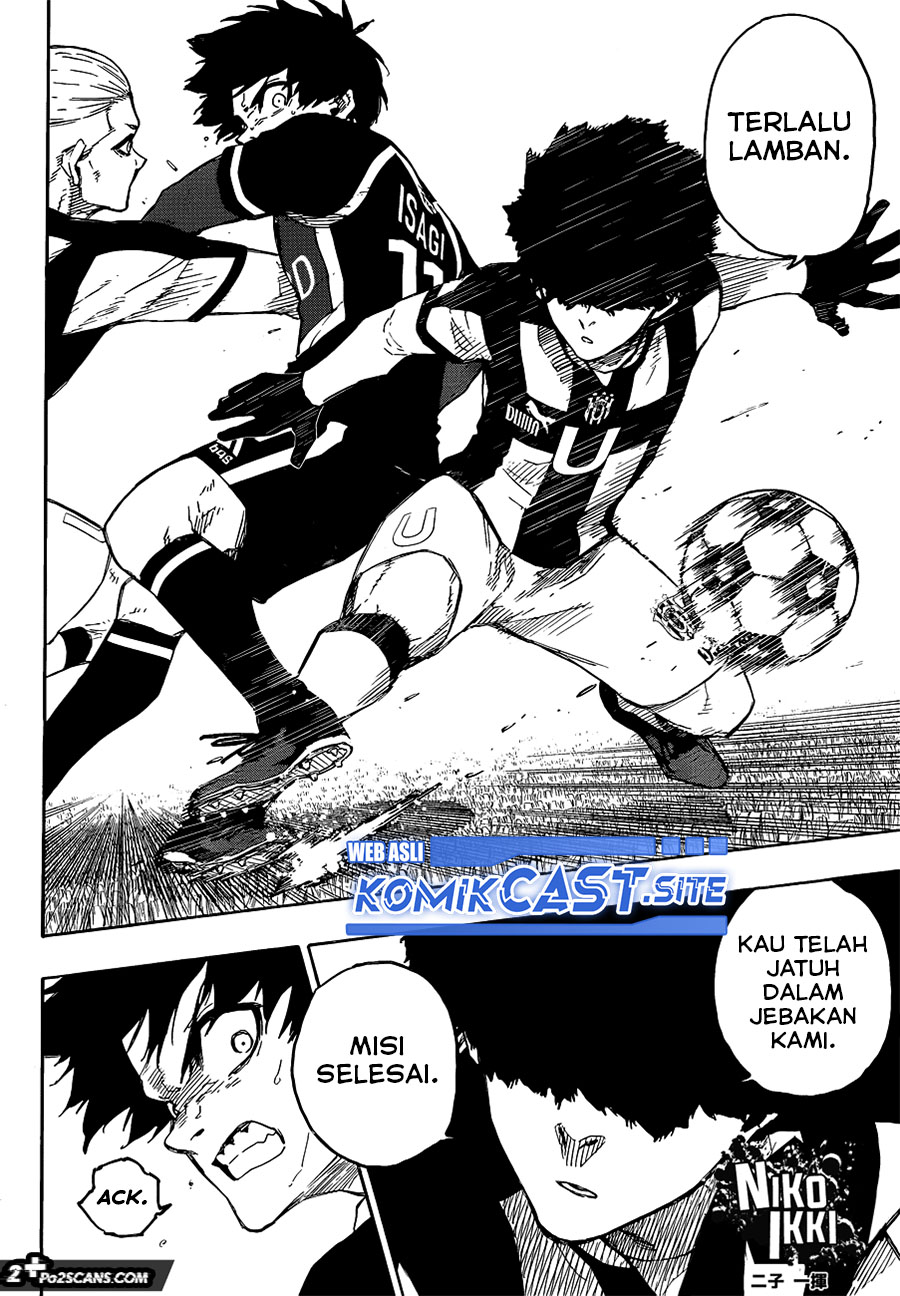 TERLALU
LAMBAN.
ISAGI
11
D
U
U
WEB ASLI
KOMIKCAST.SITE
KAU TELAH
JATUH
DALAM
JEBAKAN
KAMI.
MISI
SELESAI.
ACK.
NIKO
IKKI
二子 一揮
2+
PO2SCANS.COM